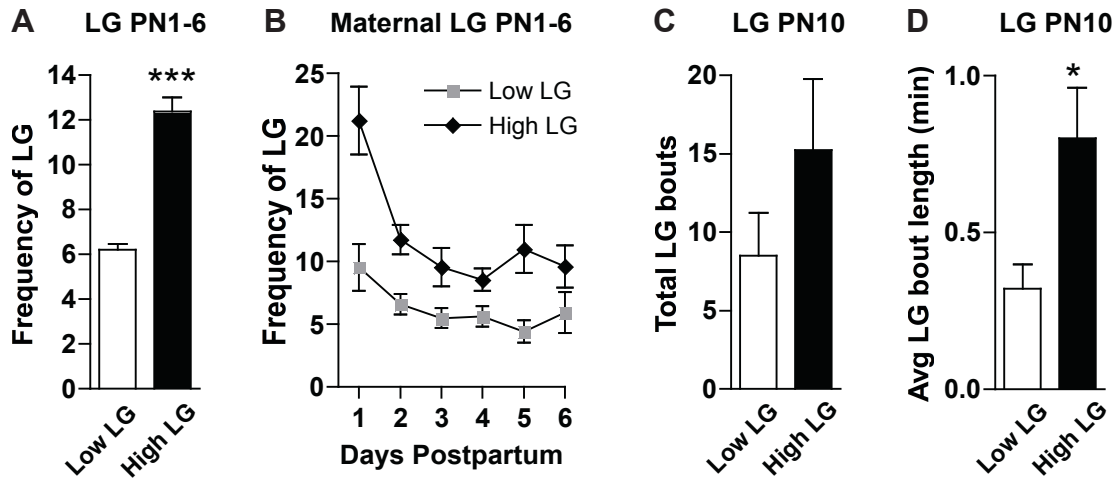 A LG PN1-6
Frequency of LG
14
12
10
8
6
4
2
0
***
Low LG
High LG
B Maternal LG PN1-6
Frequency of LG
25
20
15
10
5
0
Low LG
High LG
1 2 3 4 5 6
Days Postpartum
C LG PN10
Total LG bouts
20
15
10
5
0
Low LG
High LG
D LG PN10
Avg LG bout length (min)
1.0
0.5
0.0
*
Low LG
High LG